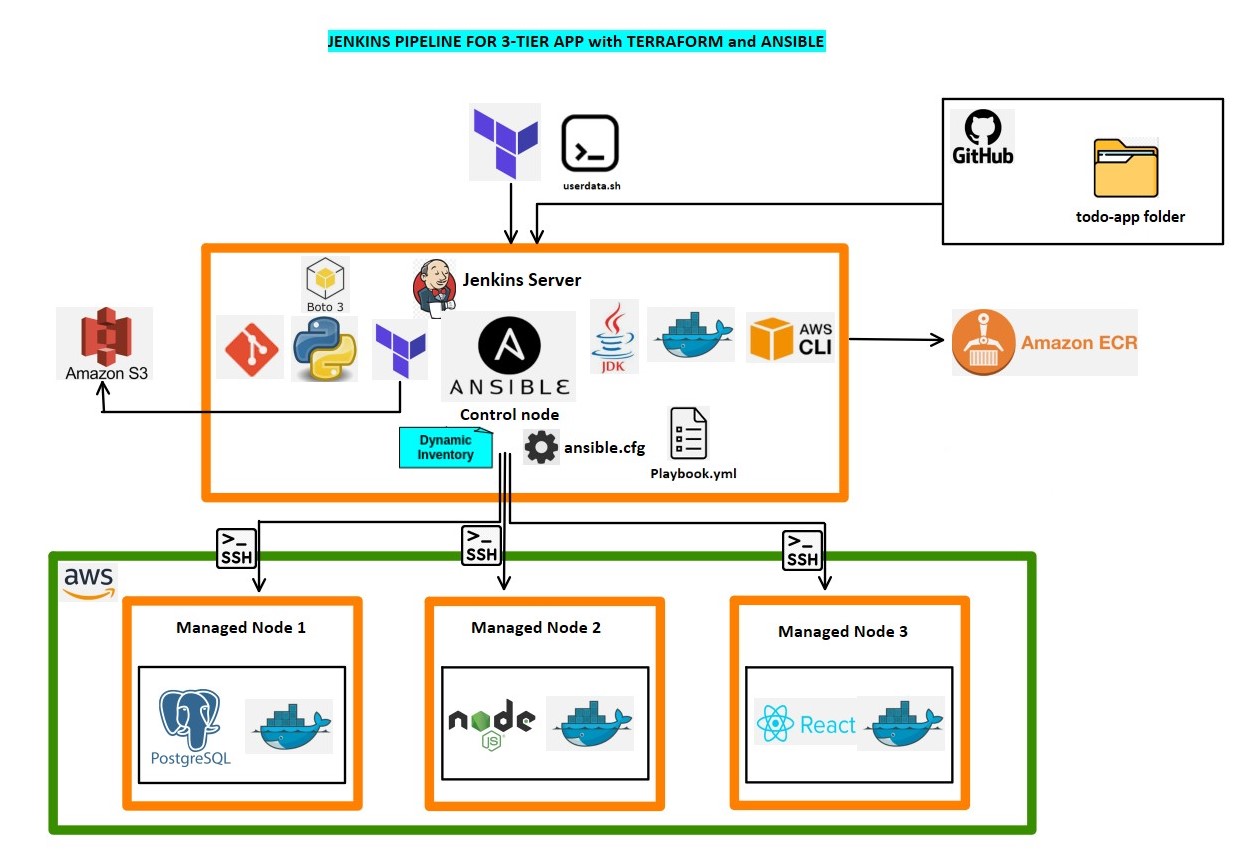 JENKINS PIPELINE FOR 3-TIER APP with TERRAFORM and ANSIBLE
>_
userdata.sh
GitHub
todo-app folder
Jenkins Server
Boto 3
JDK
AWS
CLI
ANSIBLE
Control node
Amazon S3
Amazon ECR
Dynamic
Inventory
ansible.cfg
Playbook.yml
>_
SSH
>_
SSH
>_
SSH
aws
Managed Node 1
Managed Node 2
Managed Node 3
PostgreSQL
node
JS
React